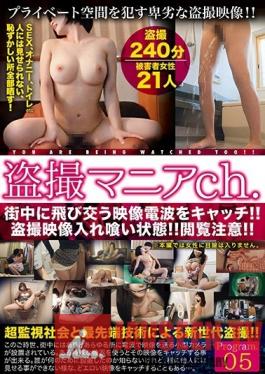 プライベート空間を犯す卑劣な盗撮映像!!
SEX、オナニー、トイレ…
人には見せられない、
恥ずかしい所全部晒す!
盗撮
240分
被害者女性
21人
YOU ARE BEING WATCHED TOO!!
盗撮マニアch.
街中に飛び交う映像電波をキャッチ!!
盗撮映像入れ喰い状態!!閲覧注意!!
※本編では女性に目線は入りません。
超監視社会と最先端技術による新世代盗撮!!
Program.
05